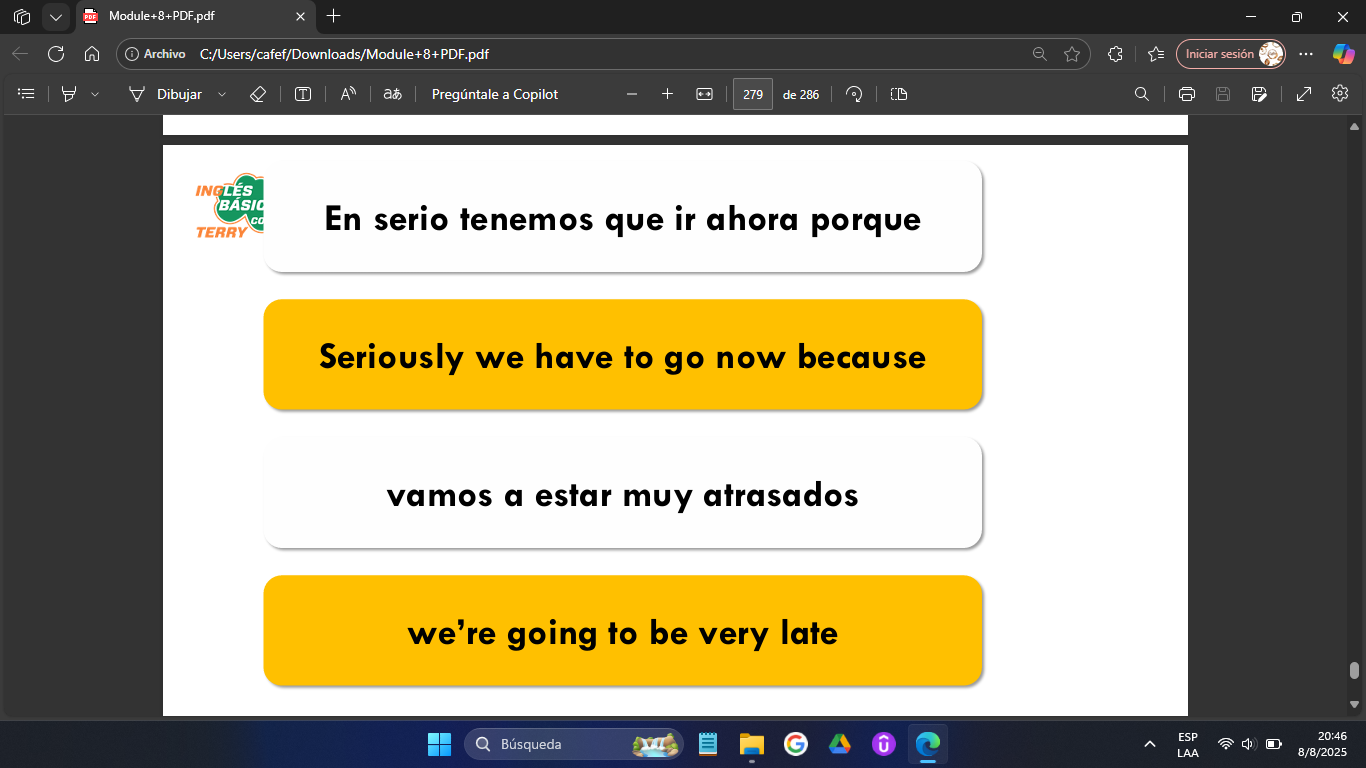 Module+8+PDF.pdf
Archivo C:/Users/cafef/Downloads/Module+8+PDF.pdf
Iniciar sesión
Dibujar
Pregúntale a Copilot
279 de 286
INGLÉS
BÁSIC
CO
TERRY
En serio tenemos que ir ahora porque
Seriously we have to go now because
vamos a estar muy atrasados
we're going to be very late
Búsqueda
ESP
LAA
20:46
8/8/2025